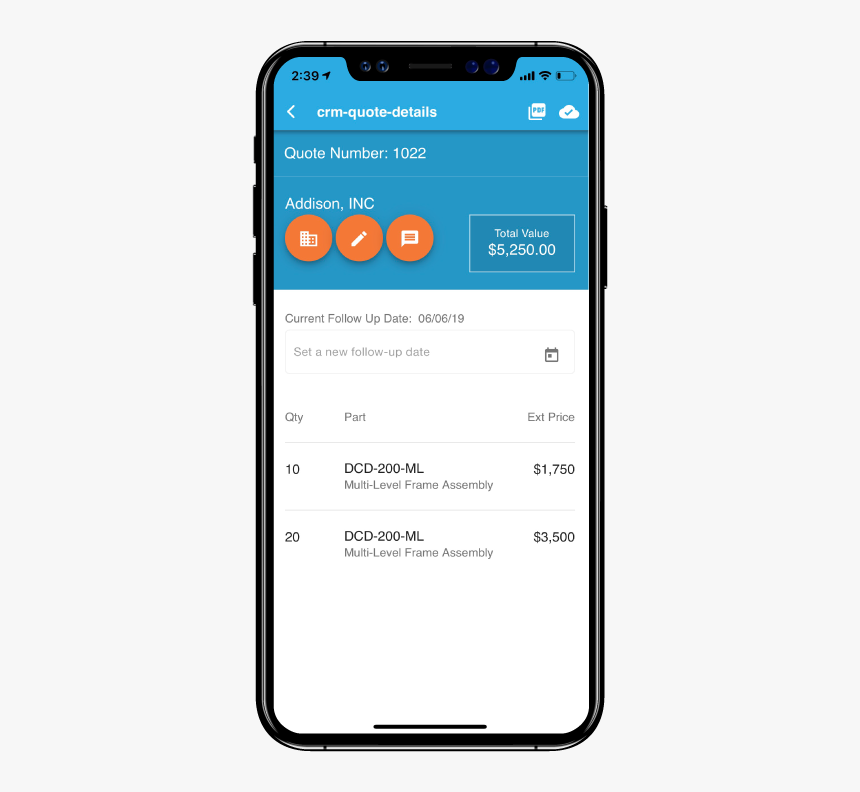 2:39
crm-quote-details
PDF
Quote Number: 1022
Addison, INC
Total Value
$5,250.00
Current Follow Up Date: 06/06/19
Set a new follow-up date
Qty Part Ext Price
10 DCD-200-ML $1,750
Multi-Level Frame Assembly
20 DCD-200-ML $3,500
Multi-Level Frame Assembly